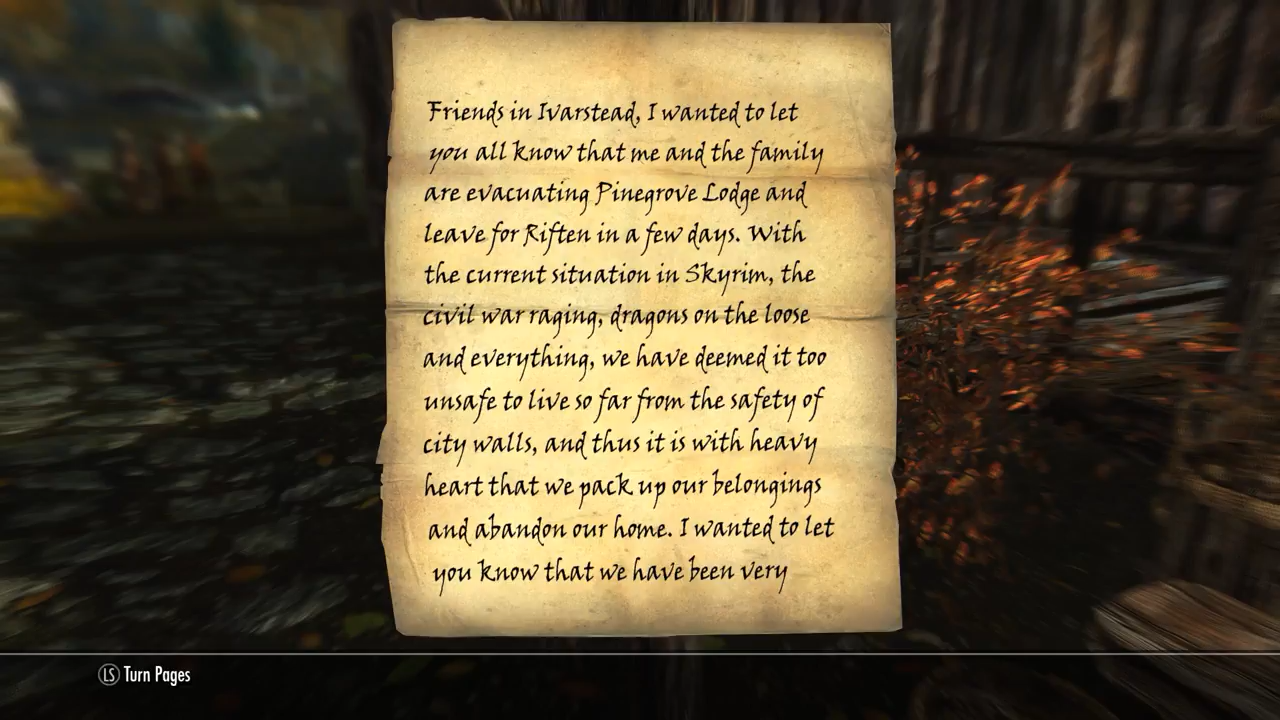 Friends in Ivarstead, I wanted to let
you all know that me and the family
are evacuating Pinegrove Lodge and
leave for Riften in a few days. With
the current situation in Skyrim, the
civil war raging, dragons on the loose
and everything, we have deemed it too
unsafe to live so far from the safety of
city walls, and thus it is with heavy
heart that we pack up our belongings
and abandon our home. I wanted to let
you know that we have been very
LS Turn Pages